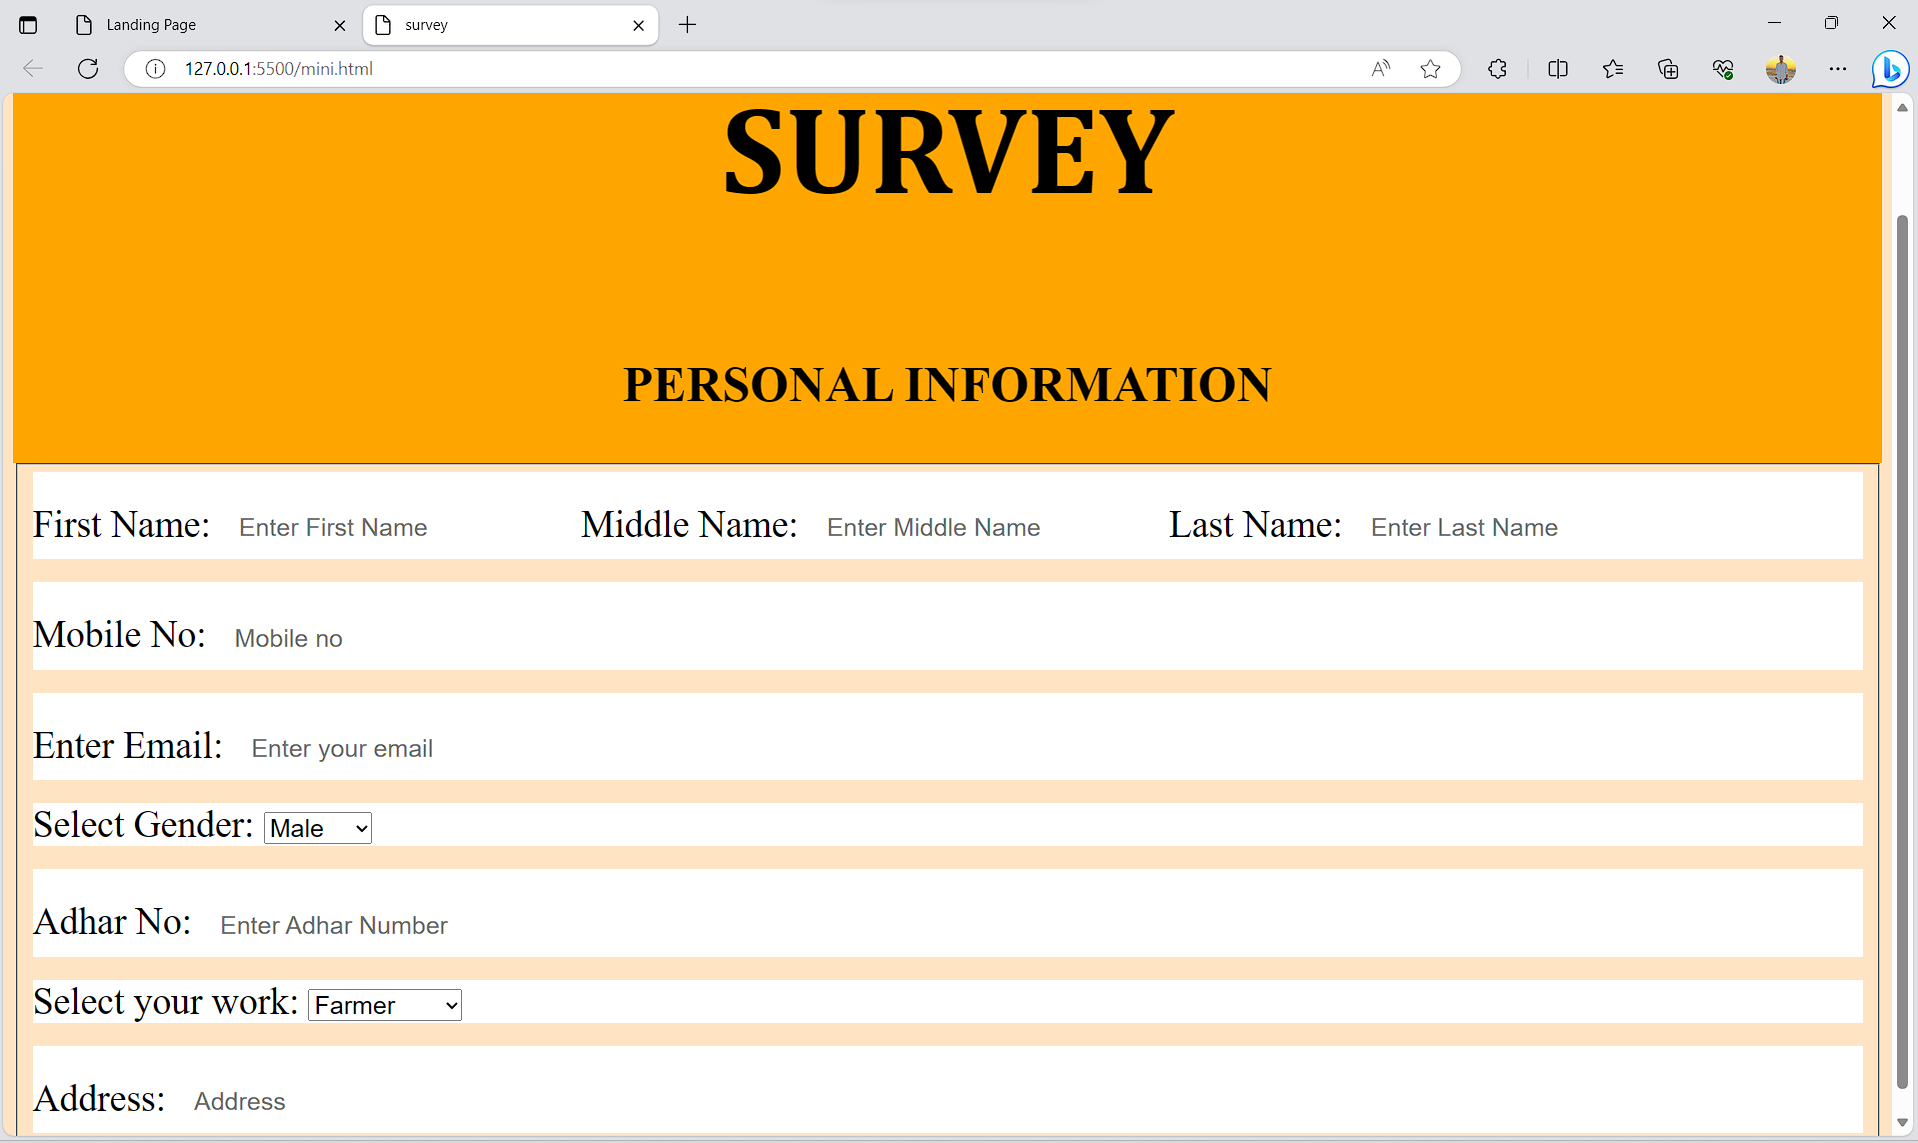 Landing Page
survey
127.0.0.1:5500/mini.html
SURVEY
PERSONAL INFORMATION
First Name: Enter First Name Middle Name: Enter Middle Name Last Name: Enter Last Name
Mobile No: Mobile no
Enter Email: Enter your email
Select Gender: Male
Adhar No: Enter Adhar Number
Select your work: Farmer
Address: Address